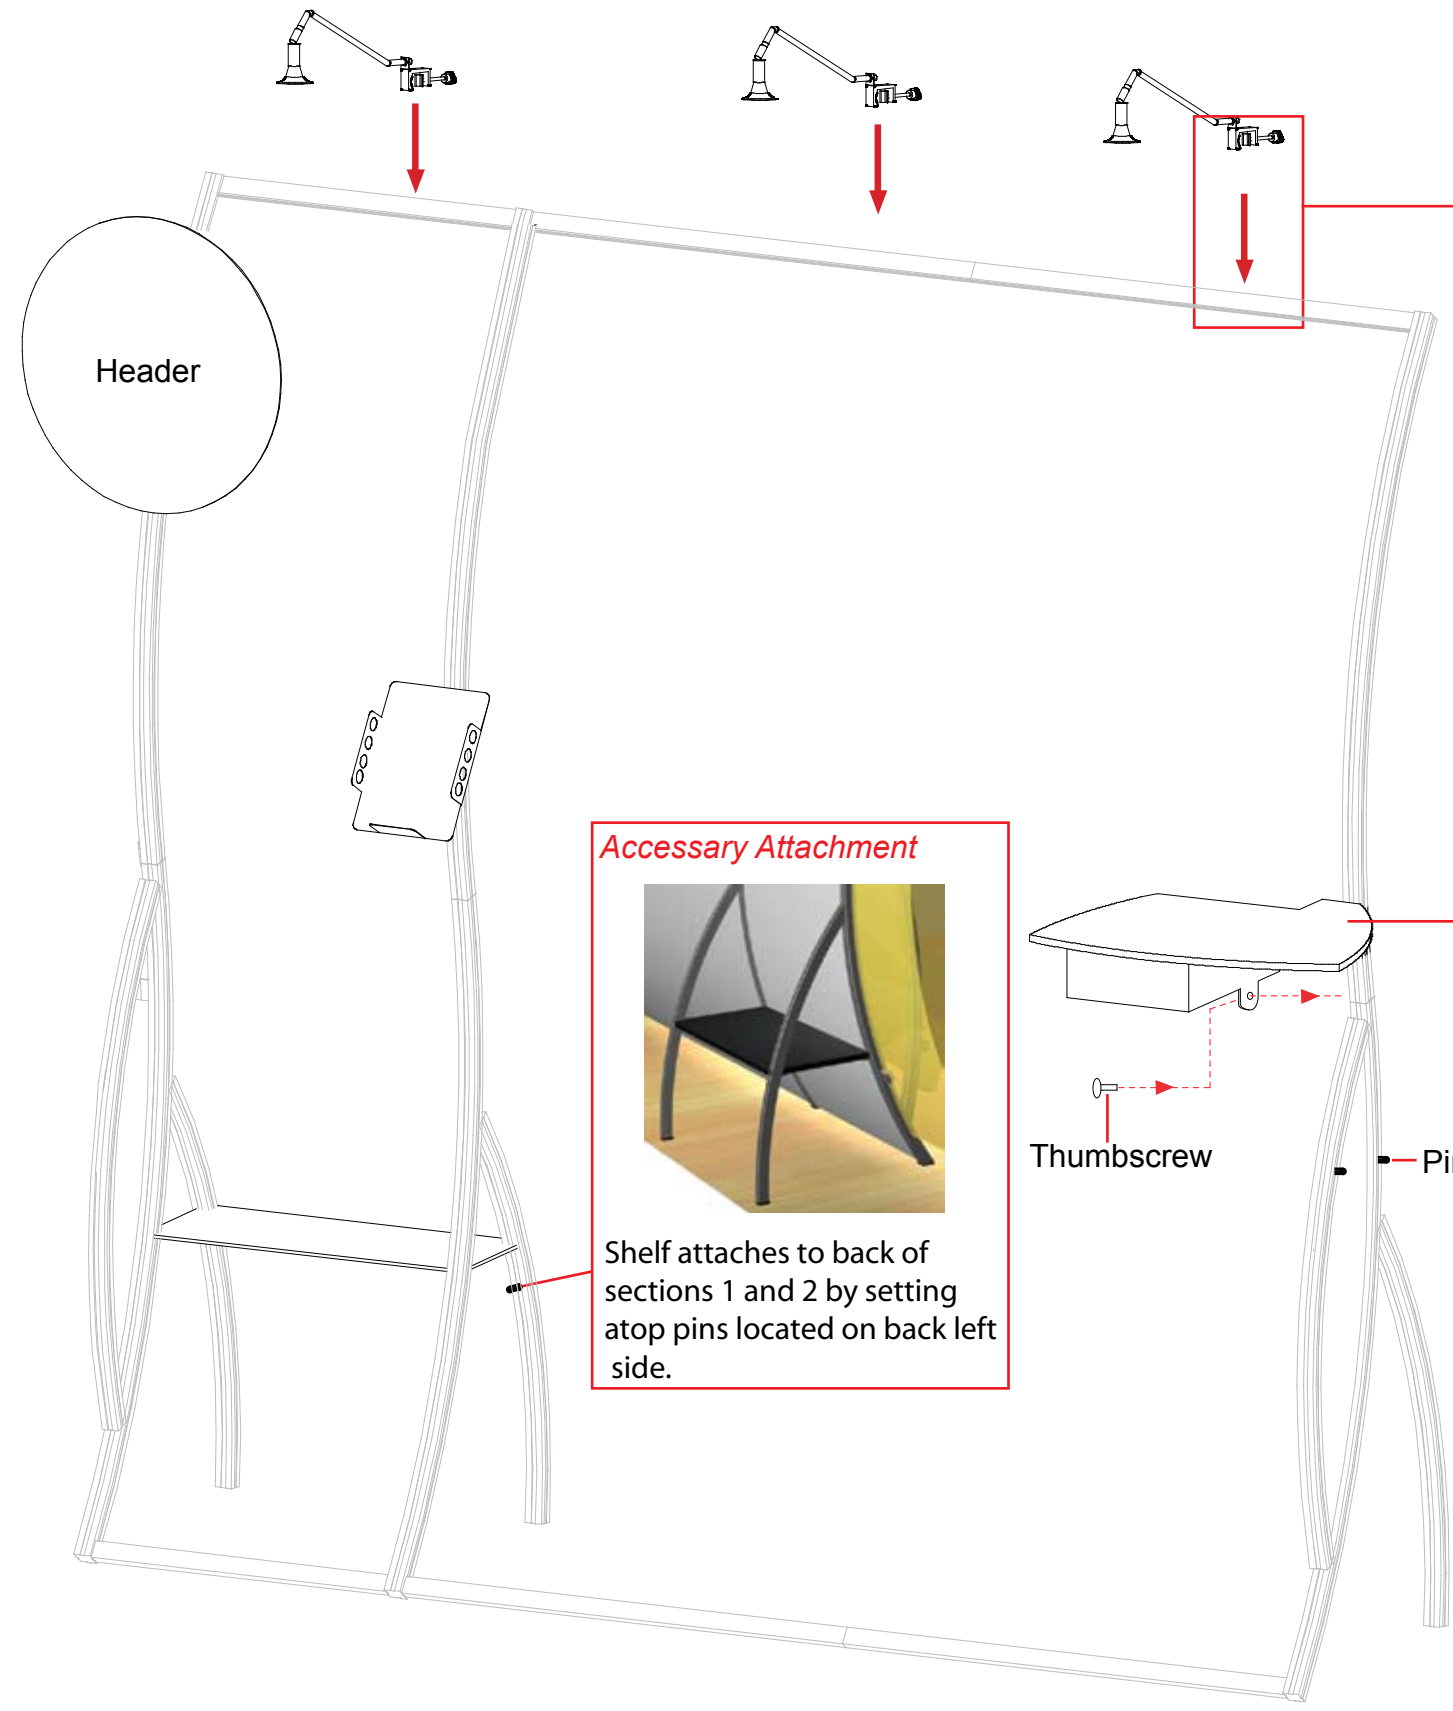 Header
Accessary Attachment
Shelf attaches to back of
sections 1 and 2 by setting
atop pins located on back left
side.
Thumbscrew